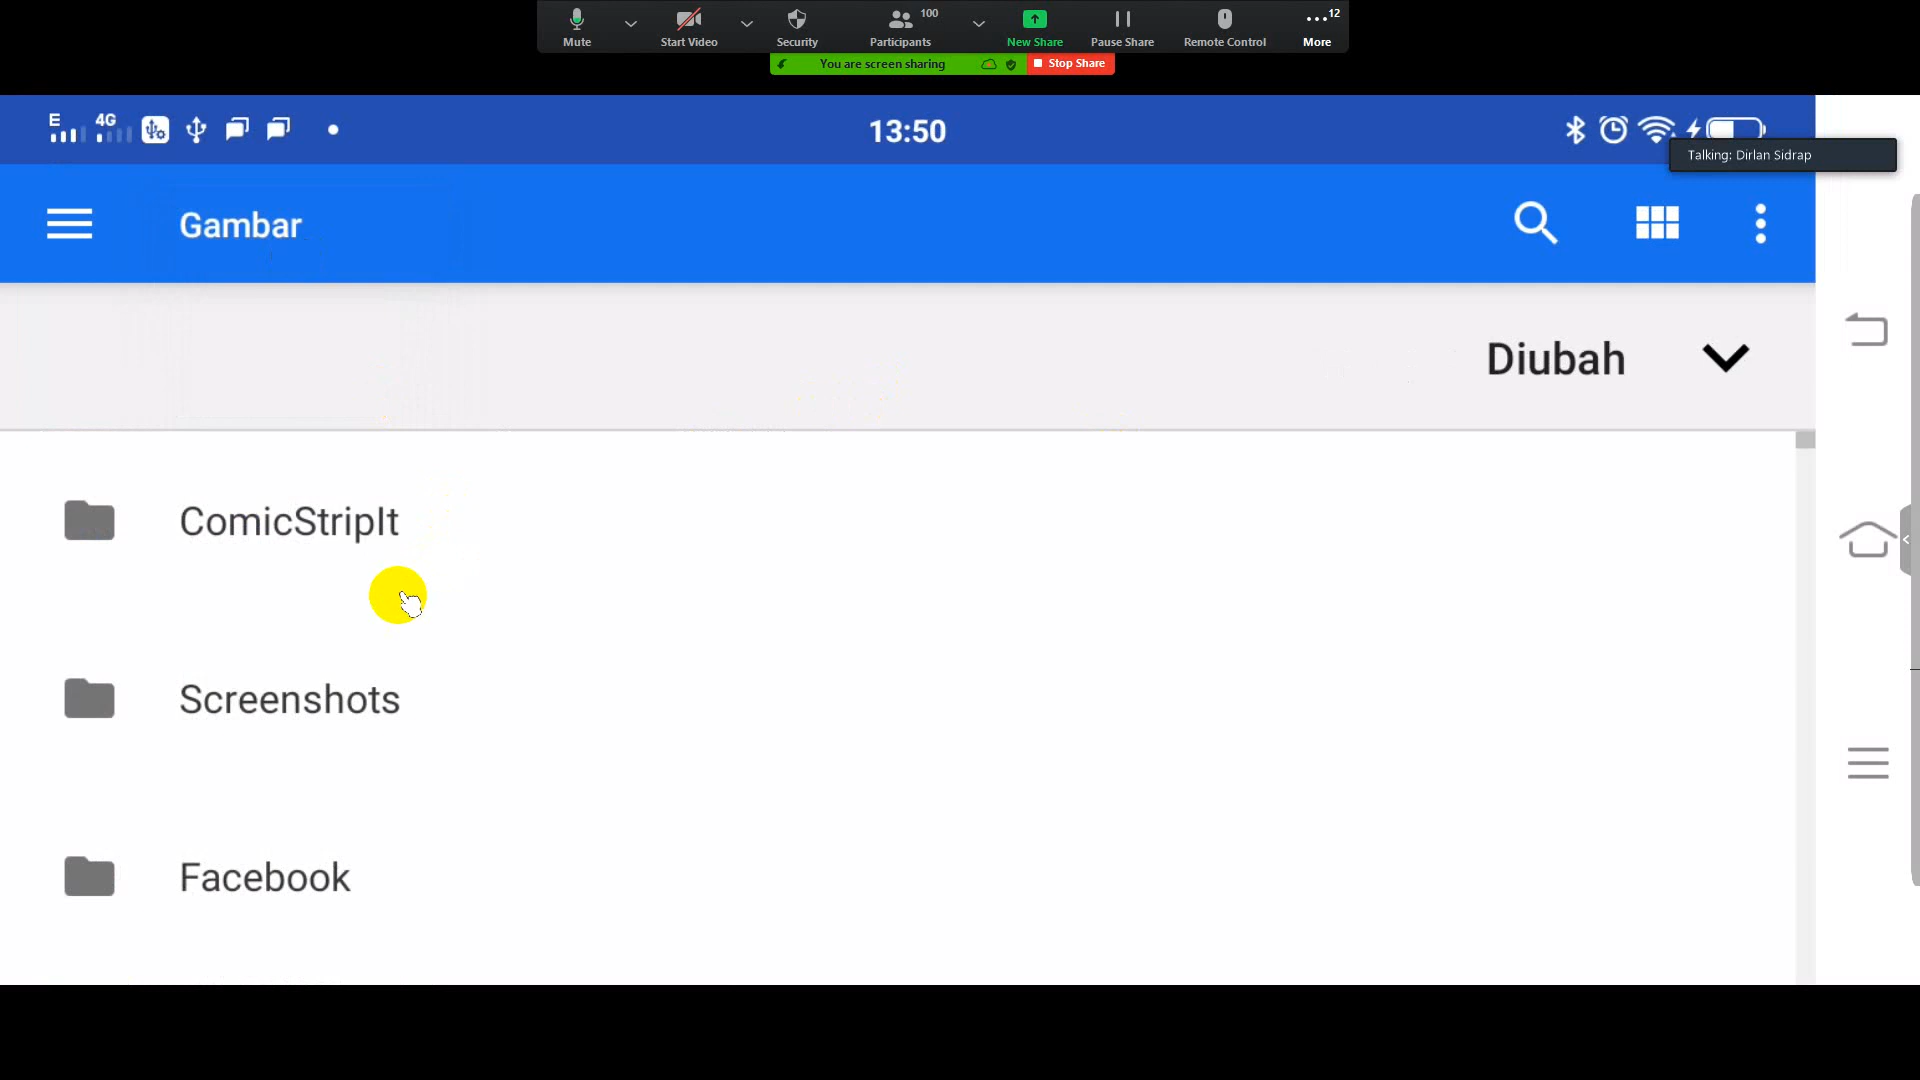 Mute
Start Video
Security
Participants
100
New Share
Pause Share
Remote Control
12
More
You are screen sharing
Stop Share
E
4G
13:50
Talking: Dirlan Sidrap
Gambar
Diubah
ComicStripIt
Screenshots
Facebook